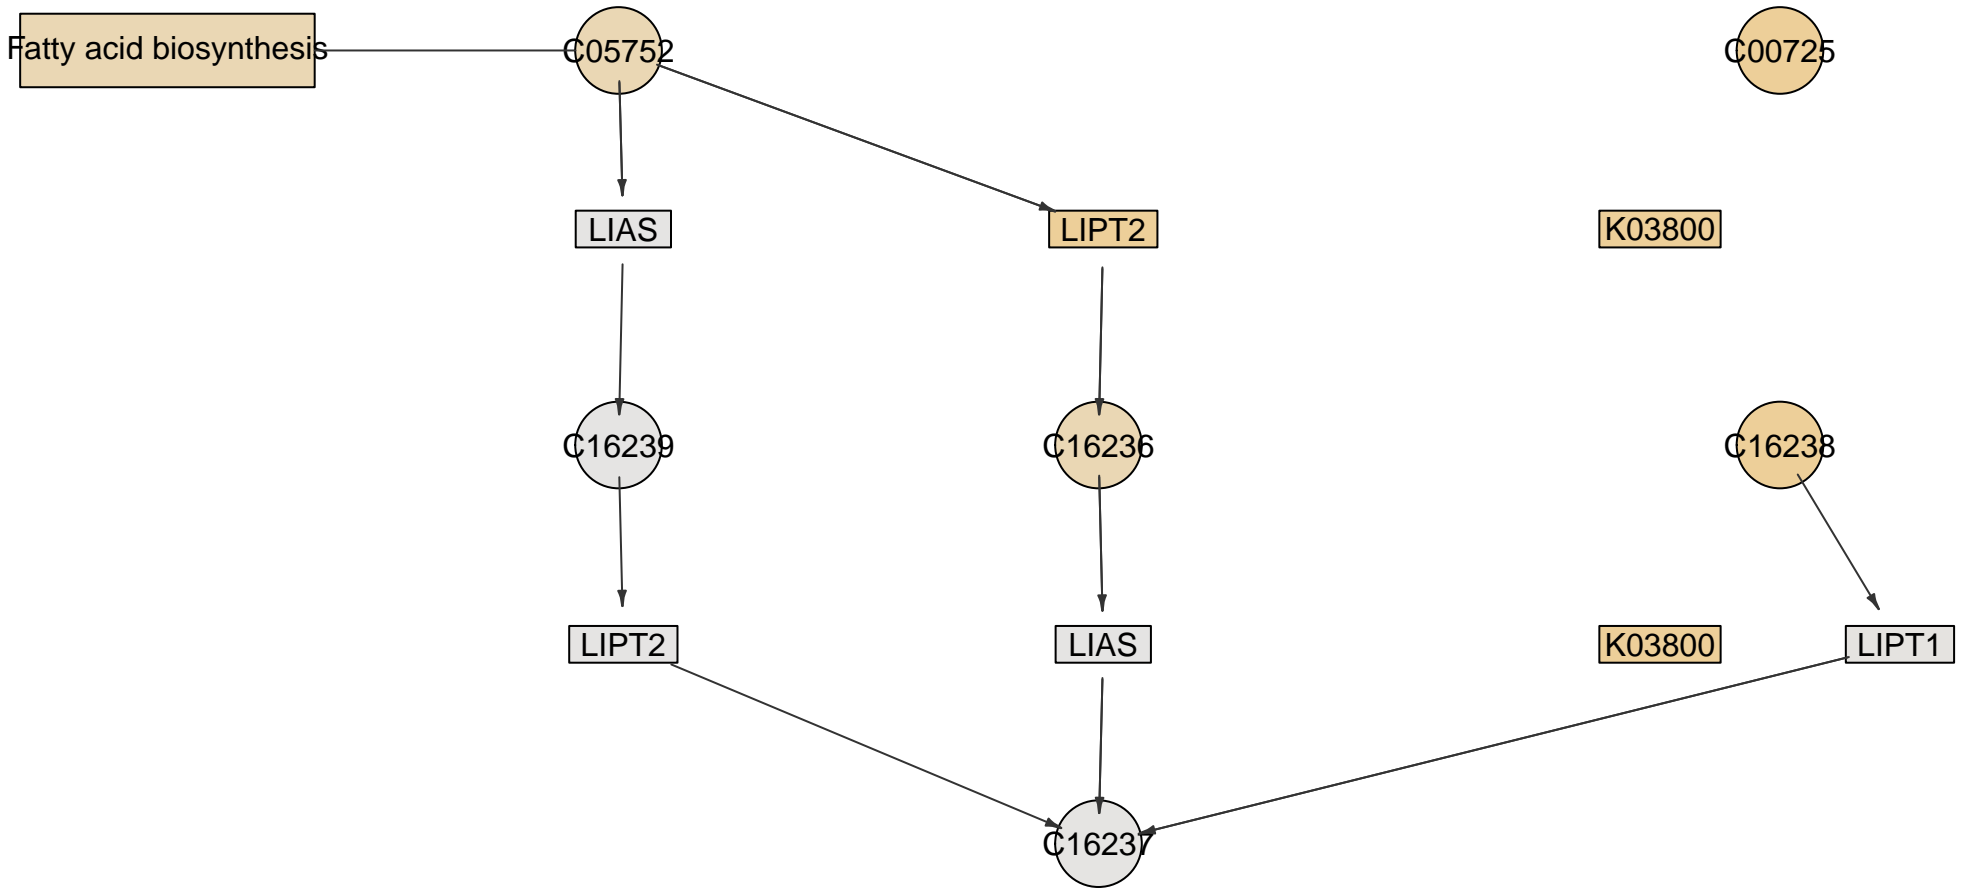 Fatty acid biosynthesis
C05752
C00725
LIAS
LIPT2
K03800
C16239
C16236
C16238
LIPT2
LIAS
K03800
LIPT1
C16237